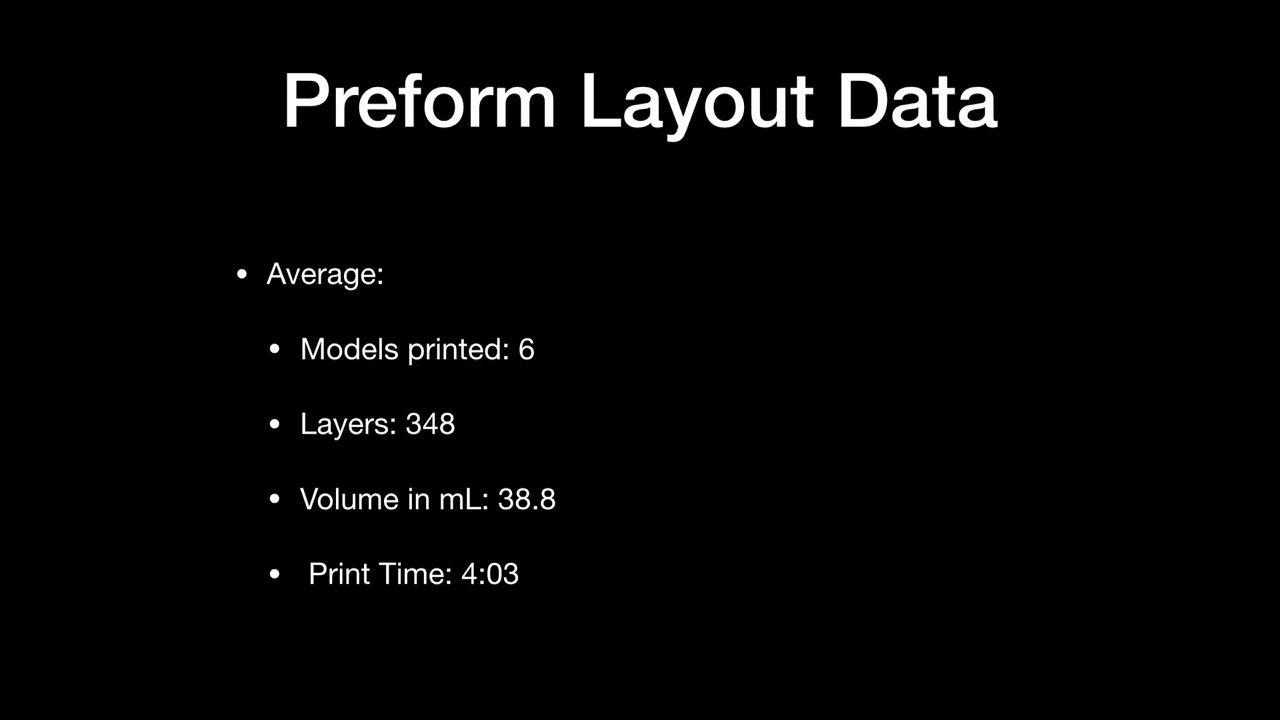 Preform Layout Data
• Average:
• Models printed: 6
• Layers: 348
• Volume in mL: 38.8
• Print Time: 4:03